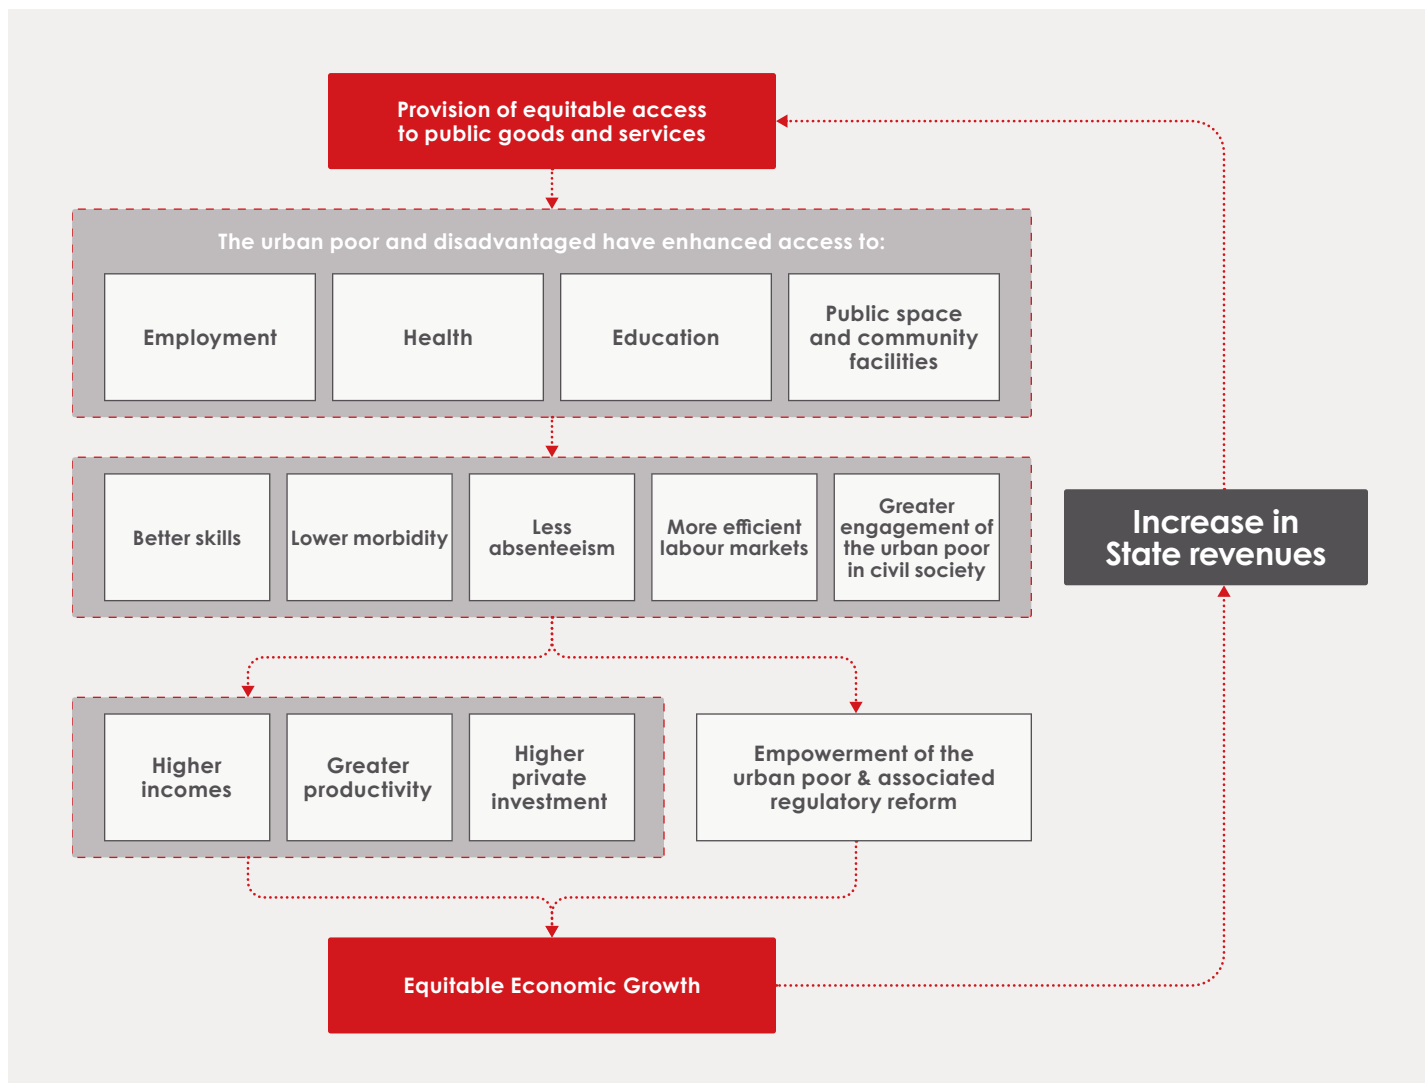 Provision of equitable access
to public goods and services
The urban poor and disadvantaged have enhanced access to:
Employment
Health
Education
Public space
and community
facilities
Better skills
Lower morbidity
Less
absenteeism
More efficient
labour markets
Greater
engagement of
the urban poor
in civil society
Increase in
State revenues
Higher
incomes
Greater
productivity
Higher
private
investment
Empowerment of the
urban poor & associated
regulatory reform
Equitable Economic Growth